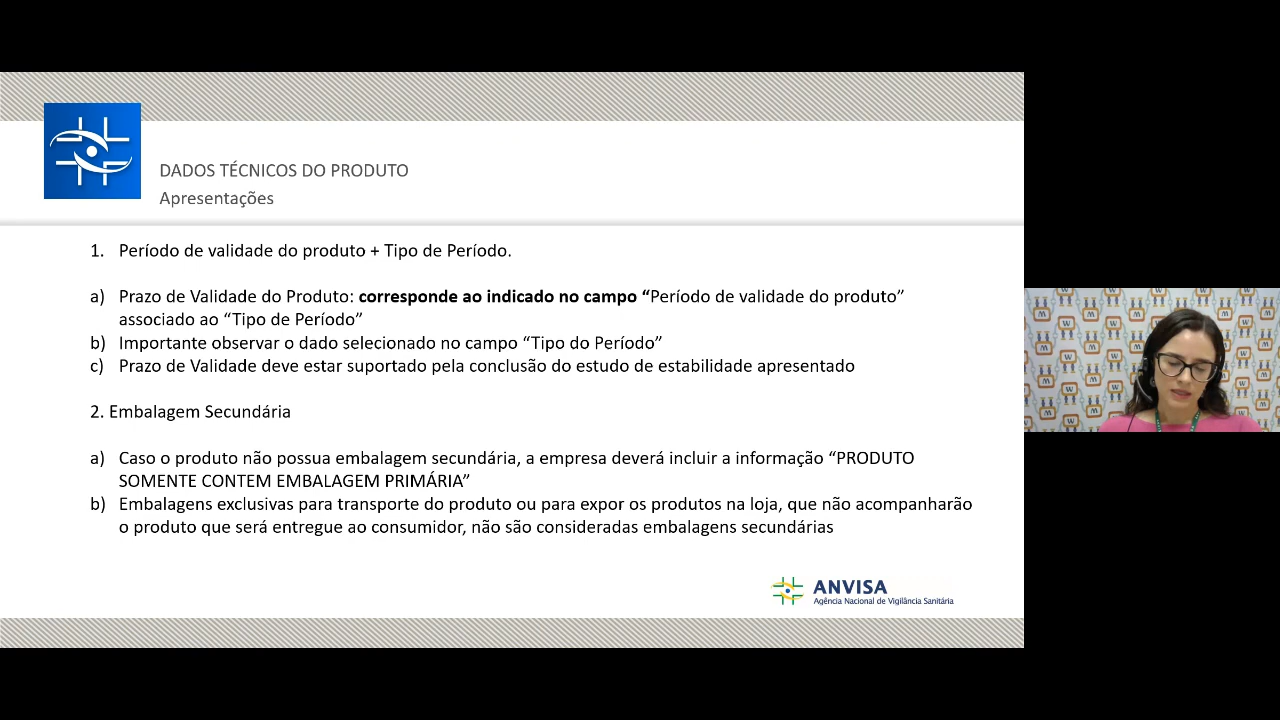 DADOS TÉCNICOS DO PRODUTO
Apresentações
1. Período de validade do produto + Tipo de Período.
a) Prazo de Validade do Produto: corresponde ao indicado no campo “Período de validade do produto”
associado ao “Tipo de Período”
b) Importante observar o dado selecionado no campo “Tipo do Período”
c) Prazo de Validade deve estar suportado pela conclusão do estudo de estabilidade apresentado
2. Embalagem Secundária
a) Caso o produto não possua embalagem secundária, a empresa deverá incluir a informação “PRODUTO
SOMENTE CONTEM EMBALAGEM PRIMÁRIA”
b) Embalagens exclusivas para transporte do produto ou para expor os produtos na loja, que não acompanharão
o produto que será entregue ao consumidor, não são consideradas embalagens secundárias
ANVISA
Agência Nacional de Vigilância Sanitária